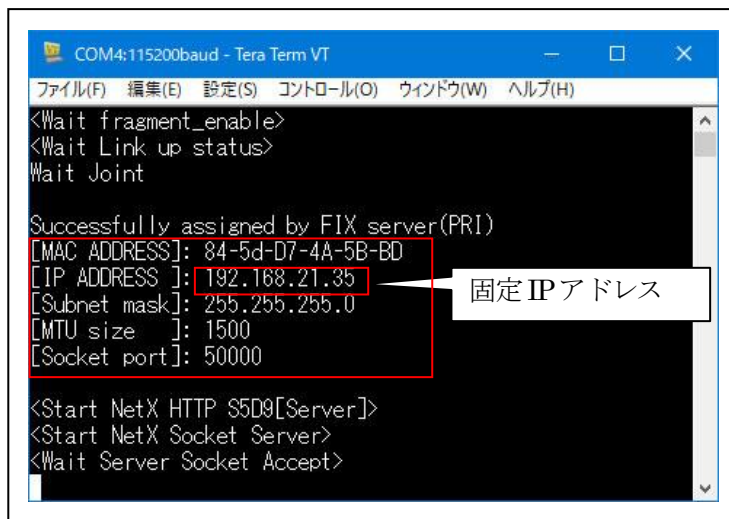 COM4:115200baud - Tera Term VT
ファイル(F) 編集(E) 設定(S) コントロール(O) ウィンドウ(W) ヘルプ(H)
<Wait fragment_enable>
<Wait Link up status>
Wait Joint
Successfully assigned by FIX server(PRI)
[MAC ADDRESS]: 84-5d-D7-4A-5B-BD
[IP ADDRESS ]: 192.168.21.35
固定IPアドレス
[Subnet mask]: 255.255.255.0
[MTU size   ]: 1500
[Socket port]: 50000
<Start NetX HTTP S5D9[Server]>
<Start NetX Socket Server>
<Wait Server Socket Accept>